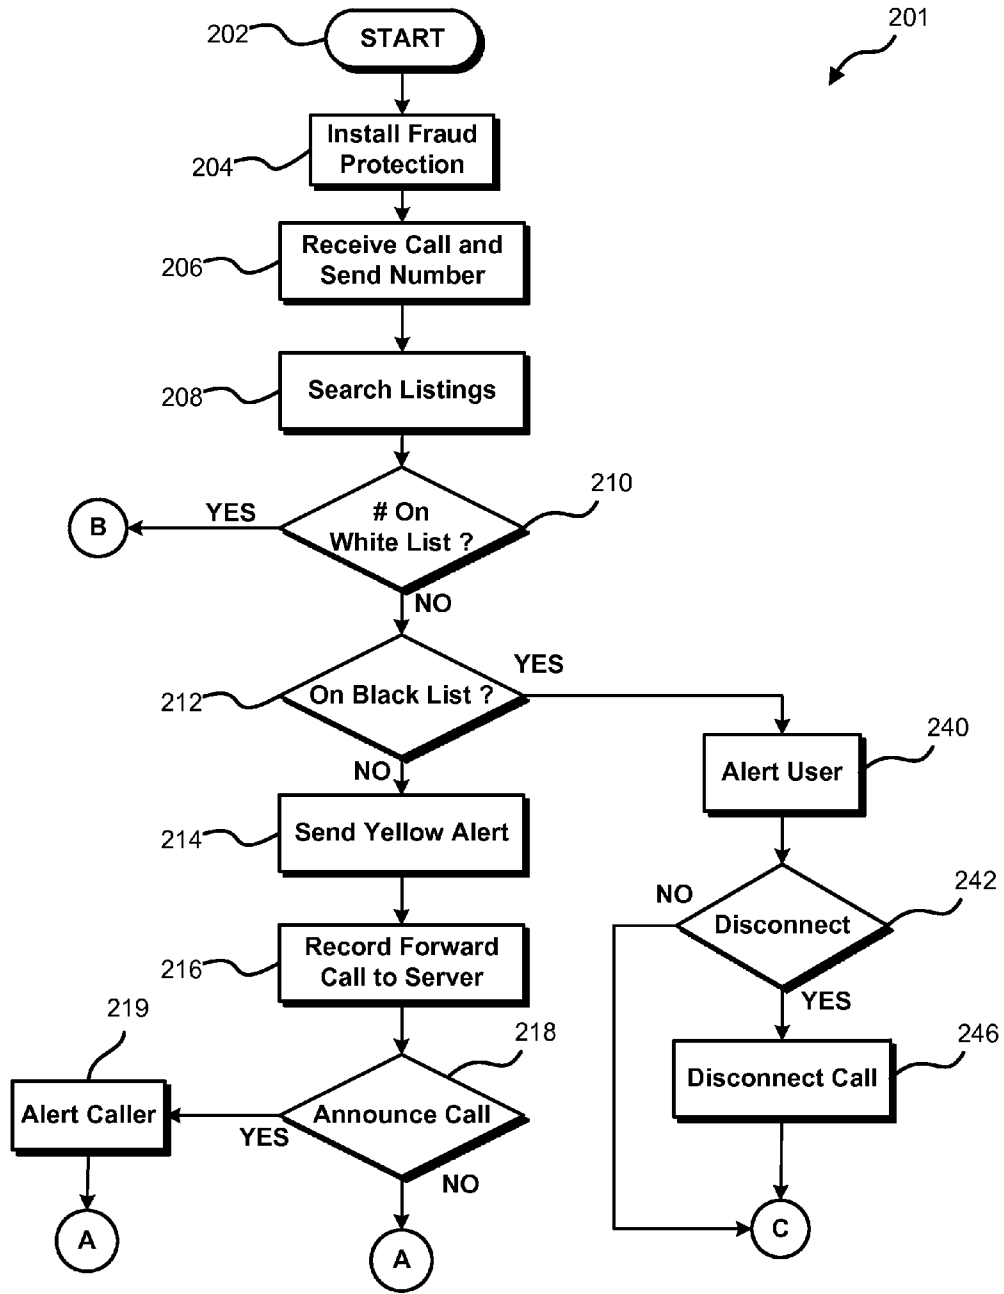 201
202
START
Install Fraud
Protection
204
Receive Call and
Send Number
206
Search Listings
208
210
# On
White List ?
YES
B
NO
On Black List ?
212
YES
NO
240
Alert User
Send Yellow Alert
214
242
NO
Disconnect
YES
Record Forward
Call to Server
216
219
218
246
Disconnect Call
Alert Caller
YES
Announce Call
NO
A
A
C